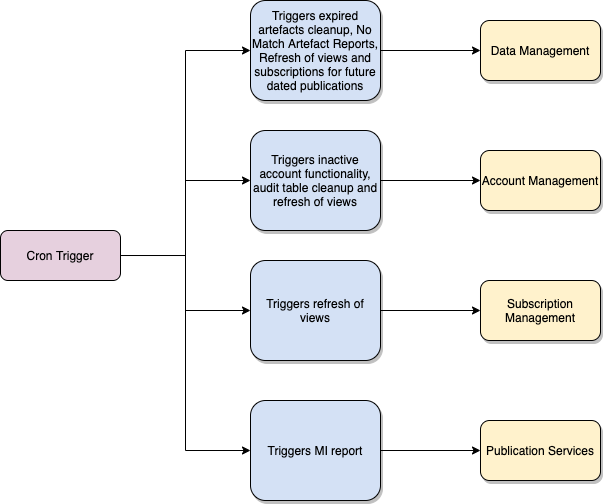 Triggers expired
artefacts cleanup, No
Match Artefact Reports,
Refresh of views and
subscriptions for future
dated publications
Data Management
Triggers inactive
account functionality,
audit table cleanup and
refresh of views
Account Management
Cron Trigger
Triggers refresh of
views
Subscription
Management
Triggers MI report
Publication Services